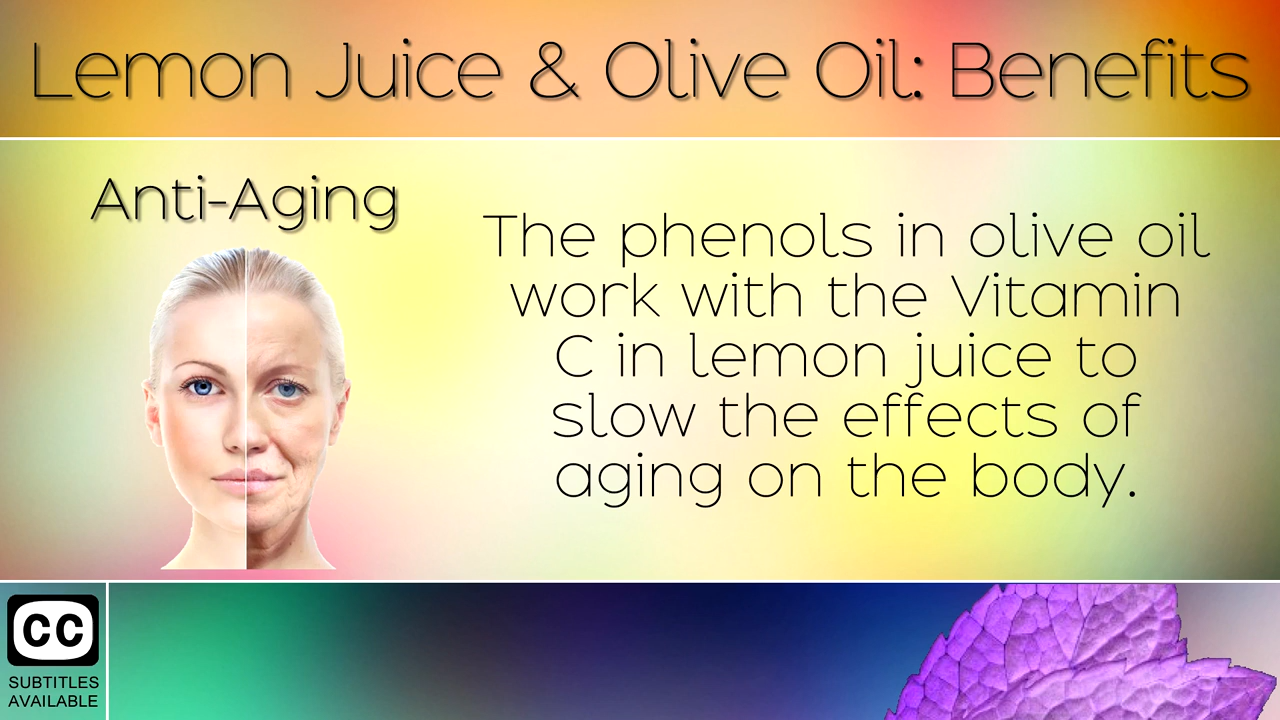 Lemon Juice & Olive Oil: Benefits
Anti-Aging
The phenols in olive oil
work with the Vitamin
C in lemon juice to
slow the effects of
aging on the body.
CC
SUBTITLES
AVAILABLE